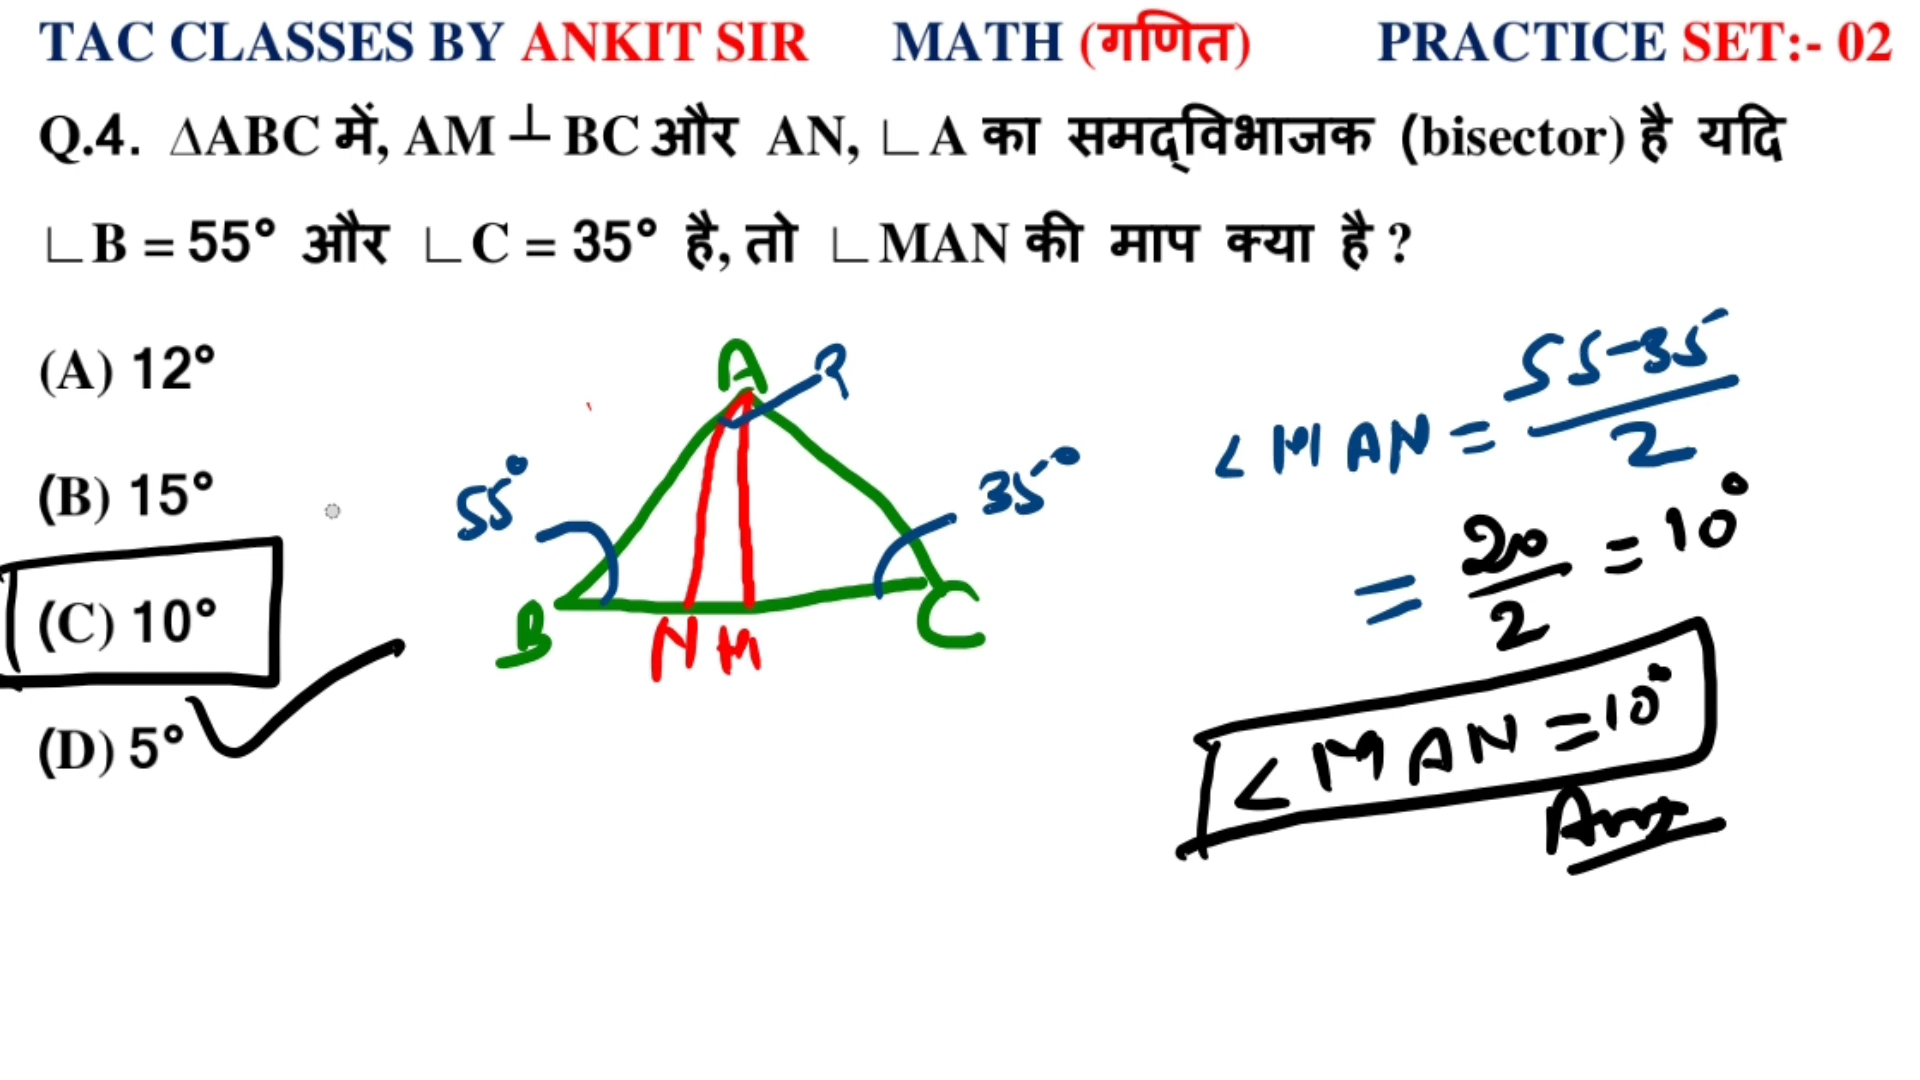 TAC CLASSES BY ANKIT SIR MATH (गणित) PRACTICE SET:- 02
Q.4. ΔABC में, AM ⊥ BC और AN, ∟A का समद्विभाजक (bisector) है यदि
∟B = 55° और ∟C = 35° है, तो ∟MAN की माप क्या है ?
(A) 12°
(B) 15°
(C) 10°
(D) 5°
A ?
55° 35°
B N M C
∠MAN = 55-35 / 2
= 20/2 = 10°
∠MAN = 10°
Ans